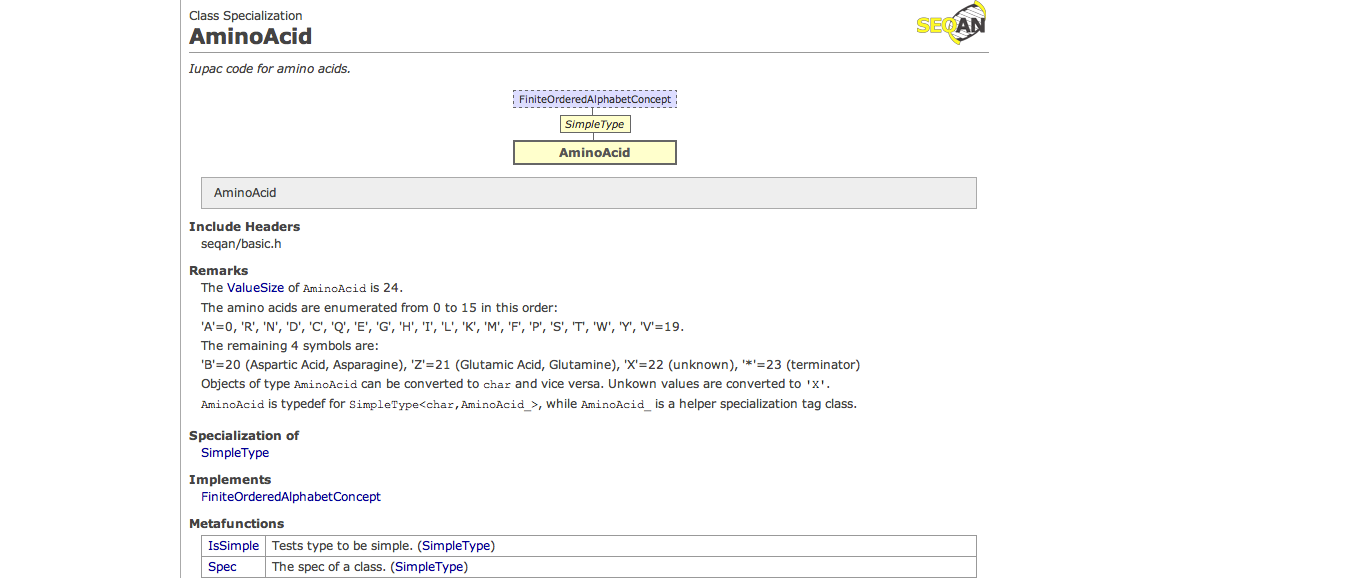 Class Specialization
AminoAcid
SEQAN
Iupac code for amino acids.
FiniteOrderedAlphabetConcept
SimpleType
AminoAcid
AminoAcid
Include Headers
seqan/basic.h
Remarks
The ValueSize of AminoAcid is 24.
The amino acids are enumerated from 0 to 15 in this order:
'A'=0, 'R', 'N', 'D', 'C', 'Q', 'E', 'G', 'H', 'I', 'L', 'K', 'M', 'F', 'P', 'S', 'T', 'W', 'Y', 'V'=19.
The remaining 4 symbols are:
'B'=20 (Aspartic Acid, Asparagine), 'Z'=21 (Glutamic Acid, Glutamine), 'X'=22 (unknown), '*'=23 (terminator)
Objects of type AminoAcid can be converted to char and vice versa. Unkown values are converted to 'X'.
AminoAcid is typedef for SimpleType<char,AminoAcid_>, while AminoAcid_ is a helper specialization tag class.
Specialization of
SimpleType
Implements
FiniteOrderedAlphabetConcept
Metafunctions
IsSimple Tests type to be simple. (SimpleType)
Spec The spec of a class. (SimpleType)